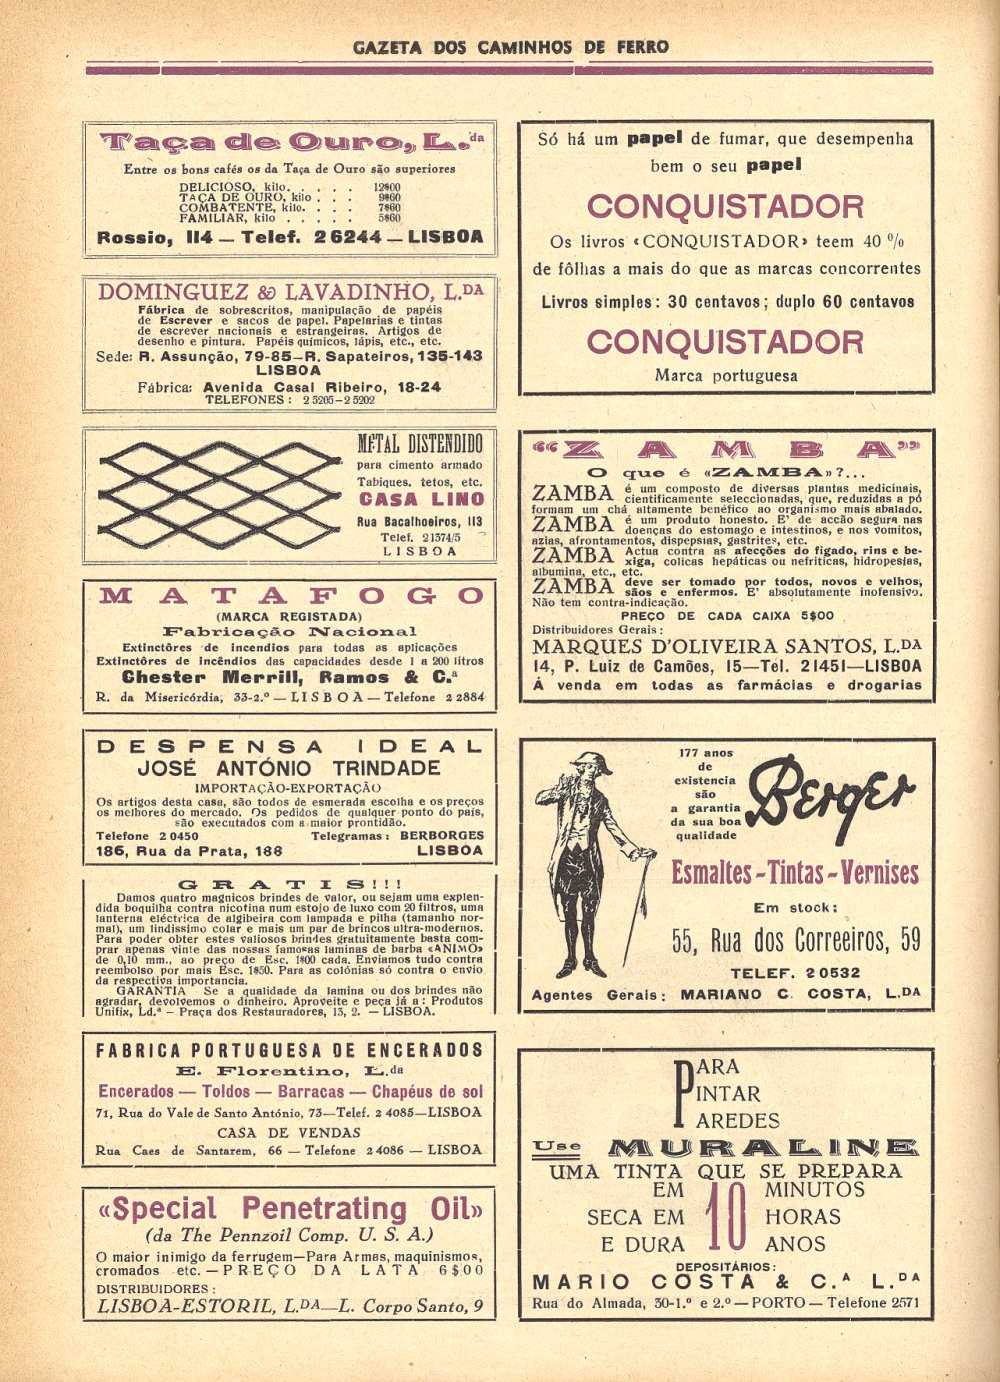 GAZETA DOS CAMINHOS DE FERRO
Taça de Ouro, L.da
Entre os bons cafés os da Taça de Ouro são superiores
DELICIOSO, kilo. . . . . 12$00
TAÇA DE OURO, kilo . . . 9$60
COMBATENTE, kilo. . . . 7$60
FAMILIAR, kilo . . . . . 5$60
Rossio, 114 — Telef. 2 6244 — LISBOA
DOMINGUEZ & LAVADINHO, L.DA
Fábrica de sobrescritos, manipulação de papéis
de Escrever e sacos de papel. Papelarias e tintas
de escrever nacionais e estrangeiras. Artigos de
desenho e pintura. Papéis químicos, lápis, etc., etc.
Sede: R. Assunção, 79-85—R. Sapateiros, 135-143
LISBOA
Fábrica: Avenida Casal Ribeiro, 18-24
TELEFONES : 2 5205 – 2 5202
METAL DISTENDIDO
para cimento armado
Tabiques, tetos, etc.
CASA LINO
Rua Bacalhoeiros, 113
Telef. 2 1374/5
LISBOA
MATAFOGO
(MARCA REGISTADA)
Fabricação Nacional
Extinctôres de incendios para todas as aplicações
Extinctôres de incêndios das capacidades desde 1 a 200 litros
Chester Merrill, Ramos & C.ª
R. da Misericórdia, 33-2.º — LISBOA — Telefone 2 2884
DESPENSA IDEAL
JOSÉ ANTÓNIO TRINDADE
IMPORTAÇÃO-EXPORTAÇÃO
Os artigos desta casa, são todos de esmerada escolha e os preços
os melhores do mercado. Os pedidos de qualquer ponto do país,
são executados com a maior prontidão.
Telefone 2 0450 Telegramas : BERBORGES
186, Rua da Prata, 188 LISBOA
GRATIS!!!
Damos quatro magnicos brindes de valor, ou sejam uma explen-
dida boquilha contra nicotina num estojo de luxo com 20 filtros, uma
lanterna eléctrica de algibeira com lampada e pilha (tamanho nor-
mal), um lindissimo colar e mais um par de brincos ultra-modernos.
Para poder obter estes valiosos brindes gratuitamente basta com-
prar apenas vinte das nossas famosas laminas de barba «ANIMO»
de 0,10 mm., ao preço de Esc. 1$00 cada. Enviamos tudo contra
reembolso por mais Esc. 1$50. Para as colónias só contra o envio
da respectiva importancia.
GARANTIA — Se a qualidade da lamina ou dos brindes não
agradar, devolvemos o dinheiro. Aproveite e peça já a : Produtos
Unifix, Ld.ª – Praça dos Restauradores, 13, 2. — LISBOA.
FABRICA PORTUGUESA DE ENCERADOS
E. Florentino, L.da
Encerados — Toldos — Barracas — Chapéus de sol
71, Rua do Vale de Santo António, 73—Telef. 2 4085—LISBOA
CASA DE VENDAS
Rua Caes de Santarem, 66 — Telefone 2 4086 — LISBOA
«Special Penetrating Oil»
(da The Pennzoil Comp. U. S. A.)
O maior inimigo da ferrugem—Para Armas, maquinismos,
cromados etc. — PREÇO DA LATA 6$00
DISTRIBUIDORES :
LISBOA-ESTORIL, L.DA—L. Corpo Santo, 9
Só há um papel de fumar, que desempenha
bem o seu papel
CONQUISTADOR
Os livros «CONQUISTADOR» teem 40 %
de fôlhas a mais do que as marcas concorrentes
Livros simples: 30 centavos; duplo 60 centavos
CONQUISTADOR
Marca portuguesa
“ZAMBA”
O que é «ZAMBA»?...
ZAMBA é um composto de diversas plantas medicinais,
cientificamente seleccionadas, que, reduzidas a pó
formam um chá altamente benéfico ao organismo mais abalado.
ZAMBA é um produto honesto. E' de accão segura nas
doenças do estomago e intestinos, e nos vomitos,
azias, afrontamentos, dispepsias, gastrites, etc.
ZAMBA Actua contra as afecções do figado, rins e be-
xiga, colicas hepáticas ou nefriticas, hidropesias,
albumina, etc., etc.
ZAMBA deve ser tomado por todos, novos e velhos,
sãos e enfermos. E' absolutamente inofensivo.
Não tem contra-indicação.
PREÇO DE CADA CAIXA 5$00
Distribuidores Gerais :
MARQUES D'OLIVEIRA SANTOS, L.DA
14, P. Luiz de Camões, 15—Tel. 21451—LISBOA
Á venda em todas as farmácias e drogarias
177 anos
de
existencia
são
a garantia
da sua boa
qualidade
Berger
Esmaltes - Tintas - Vernises
Em stock:
55, Rua dos Correeiros, 59
TELEF. 2 0532
Agentes Gerais: MARIANO C. COSTA, L.DA
PARA
PINTAR
PAREDES
Use MURALINE
UMA TINTA QUE SE PREPARA
EM 10 MINUTOS
SECA EM HORAS
E DURA ANOS
DEPOSITÁRIOS:
MARIO COSTA & C.A L.DA
Rua do Almada, 30-1.º e 2.º — PORTO — Telefone 2571